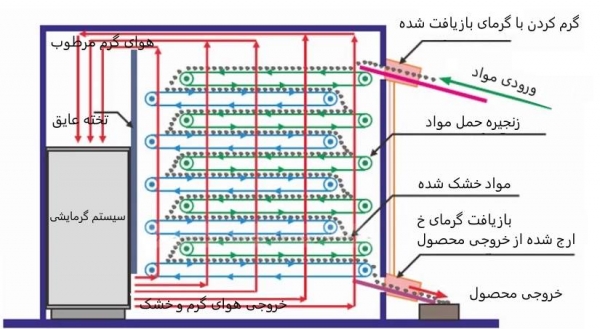 گرم کردن با گرمای بازیافت شده
هوای گرم مرطوب
ورودی مواد
تخته عایق
زنجیره حمل مواد
مواد خشک شده
سیستم گرمایشی
بازیافت گرمای خ
ارج شده از خروجی محصول
خروجی محصول
خروجی هوای گرم و خشک